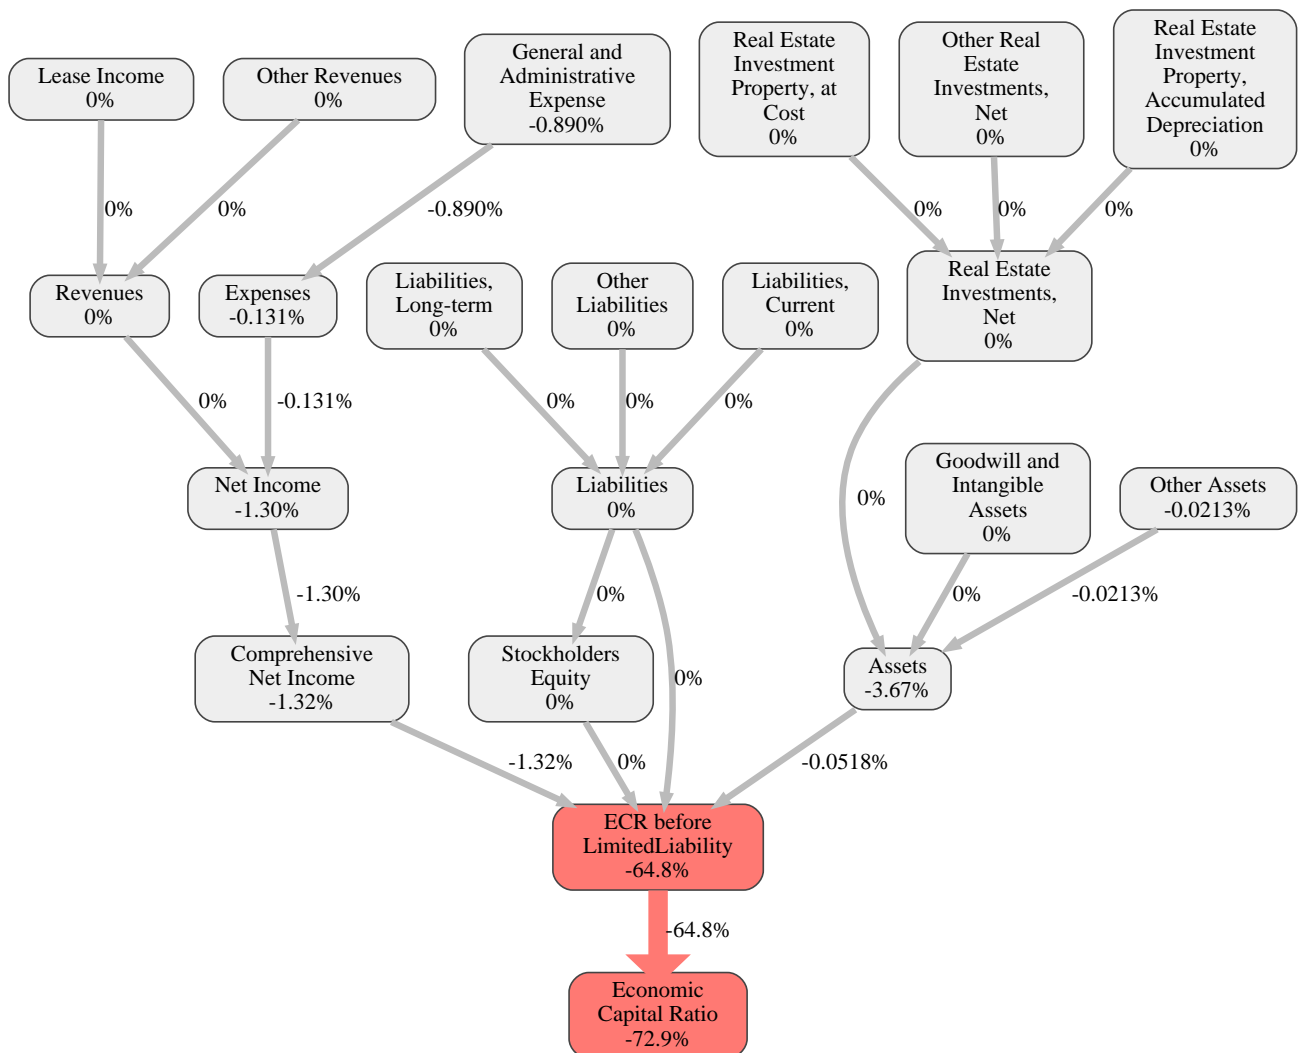 Lease Income
0%
Other Revenues
0%
General and
Administrative
Expense
-0.890%
Real Estate
Investment
Property, at
Cost
0%
Other Real
Estate
Investments,
Net
0%
Real Estate
Investment
Property,
Accumulated
Depreciation
0%
0%
0%
-0.890%
0%
0%
0%
Revenues
0%
Expenses
-0.131%
Liabilities,
Long-term
0%
Other
Liabilities
0%
Liabilities,
Current
0%
Real Estate
Investments,
Net
0%
0%
-0.131%
0%
0%
0%
0%
Net Income
-1.30%
Liabilities
0%
Goodwill and
Intangible
Assets
0%
Other Assets
-0.0213%
-1.30%
0%
0%
0%
-0.0213%
Comprehensive
Net Income
-1.32%
Stockholders
Equity
0%
Assets
-3.67%
-1.32%
0%
-0.0518%
ECR before
LimitedLiability
-64.8%
-64.8%
Economic
Capital Ratio
-72.9%